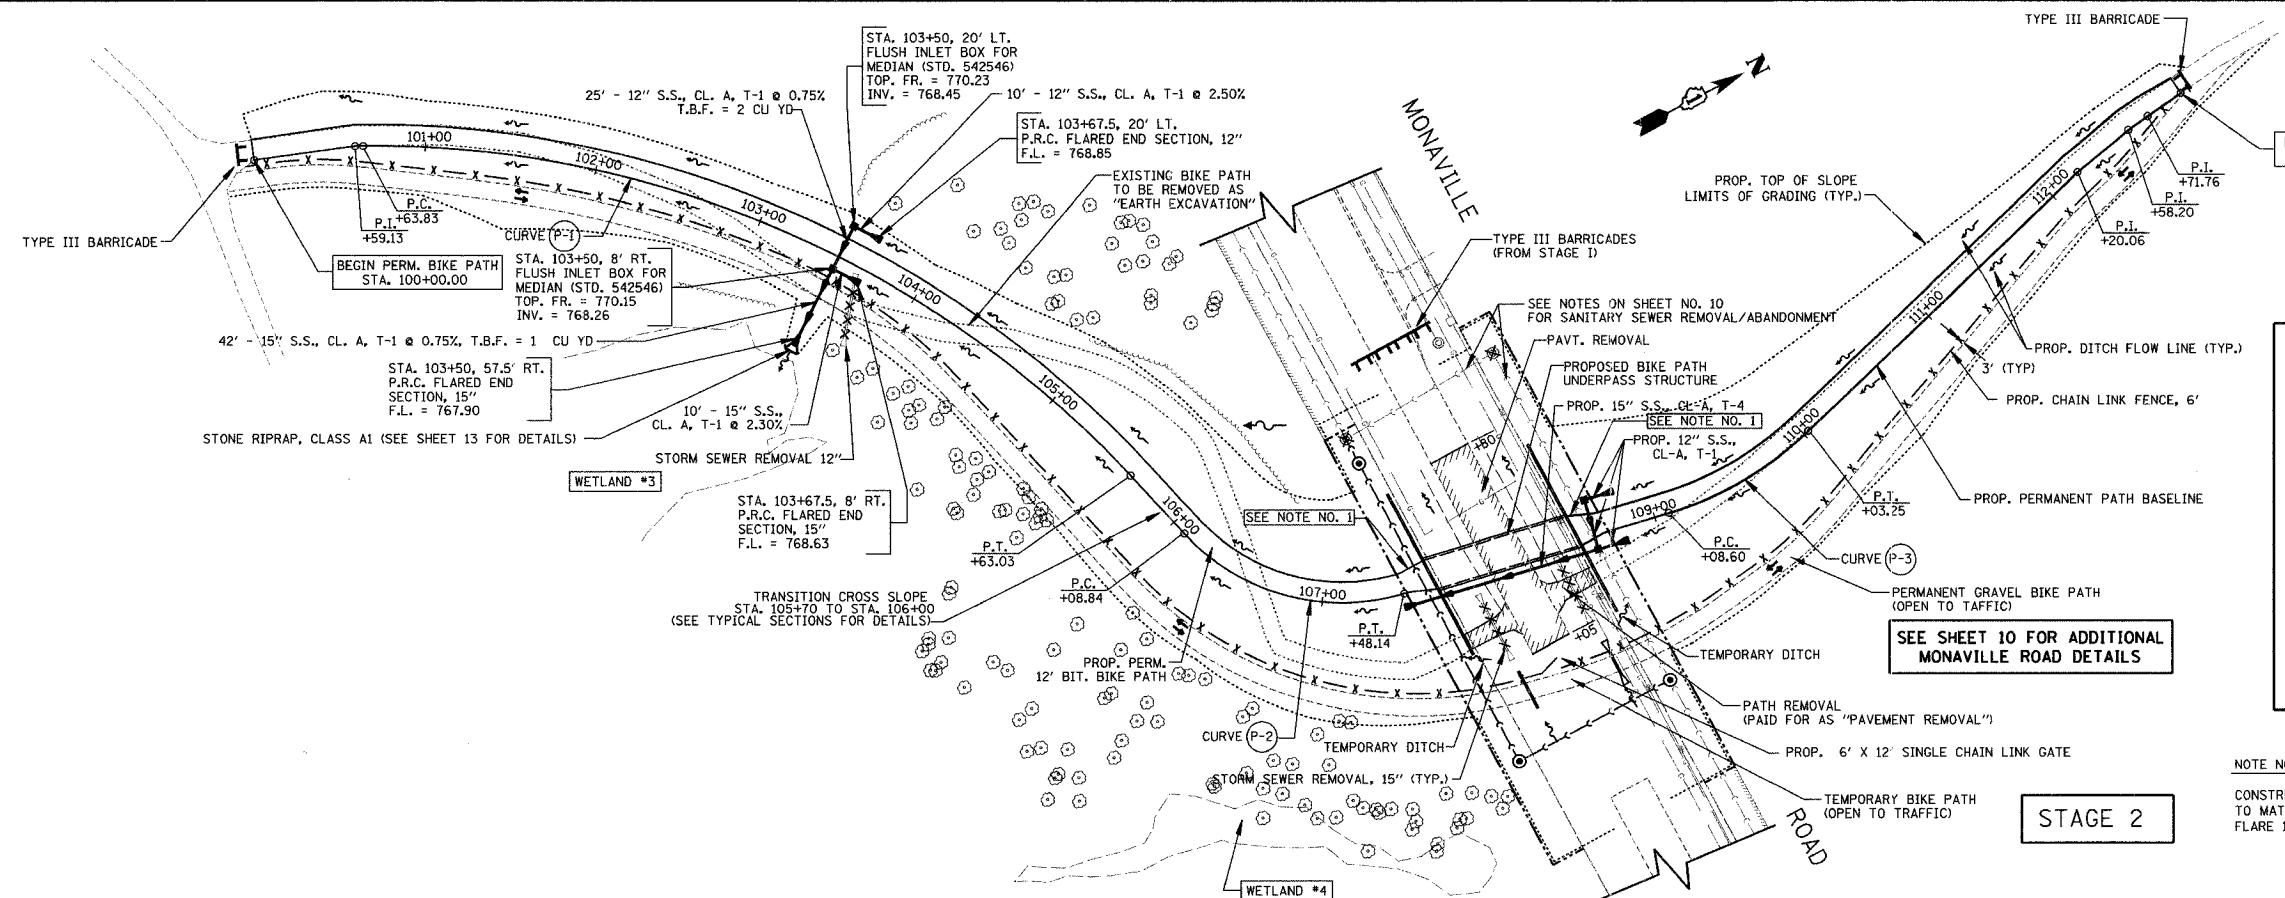 TYPE III BARRICADE
STA. 103+50, 20' LT.
FLUSH INLET BOX FOR
MEDIAN (STD. 542546)
TOP. FR. = 770.23
INV. = 768.45
25' - 12" S.S., CL. A, T-1 @ 0.75%
T.B.F. = 2 CU YD
10' - 12" S.S., CL. A, T-1 @ 2.50%
STA. 103+67.5, 20' LT.
P.R.C. FLARED END SECTION, 12"
F.L. = 768.85
N
MONAVILLE
EXISTING BIKE PATH
TO BE REMOVED AS
"EARTH EXCAVATION"
PROP. TOP OF SLOPE
LIMITS OF GRADING (TYP.)
101+00
102+00
103+00
104+00
105+00
106+00
107+00
109+00
110+00
111+00
112+00
P.I.
+71.76
P.I.
+58.20
P.I.
+20.06
P.C.
+63.83
P.I.
+59.13
CURVE P-1
TYPE III BARRICADE
BEGIN PERM. BIKE PATH
STA. 100+00.00
STA. 103+50, 8' RT.
FLUSH INLET BOX FOR
MEDIAN (STD. 542546)
TOP. FR. = 770.15
INV. = 768.26
TYPE III BARRICADES
(FROM STAGE I)
SEE NOTES ON SHEET NO. 10
FOR SANITARY SEWER REMOVAL/ABANDONMENT
PAVT. REMOVAL
PROPOSED BIKE PATH
UNDERPASS STRUCTURE
PROP. 15" S.S., CL-A, T-4
SEE NOTE NO. 1
PROP. 12" S.S.,
CL-A, T-1
+80
+05
PROP. DITCH FLOW LINE (TYP.)
3' (TYP)
PROP. CHAIN LINK FENCE, 6'
42' - 15" S.S., CL. A, T-1 @ 0.75%, T.B.F. = 1 CU YD
STA. 103+50, 57.5' RT.
P.R.C. FLARED END
SECTION, 15"
F.L. = 767.90
10' - 15" S.S.,
CL. A, T-1 @ 2.30%
STONE RIPRAP, CLASS A1 (SEE SHEET 13 FOR DETAILS)
STORM SEWER REMOVAL 12"
WETLAND #3
STA. 103+67.5, 8' RT.
P.R.C. FLARED END
SECTION, 15"
F.L. = 768.63
SEE NOTE NO. 1
P.T.
+63.03
P.C.
+08.84
P.T.
+48.14
P.C.
+08.60
P.T.
+03.25
PROP. PERMANENT PATH BASELINE
CURVE P-3
PERMANENT GRAVEL BIKE PATH
(OPEN TO TAFFIC)
TRANSITION CROSS SLOPE
STA. 105+70 TO STA. 106+00
(SEE TYPICAL SECTIONS FOR DETAILS)
SEE SHEET 10 FOR ADDITIONAL
MONAVILLE ROAD DETAILS
PROP. PERM.
12' BIT. BIKE PATH
TEMPORARY DITCH
PATH REMOVAL
(PAID FOR AS "PAVEMENT REMOVAL")
CURVE P-2
TEMPORARY DITCH
PROP. 6' X 12' SINGLE CHAIN LINK GATE
STORM SEWER REMOVAL, 15" (TYP.)
TEMPORARY BIKE PATH
(OPEN TO TRAFFIC)
ROAD
STAGE 2
WETLAND #4
NOTE
CONSTR
TO MAT
FLARE